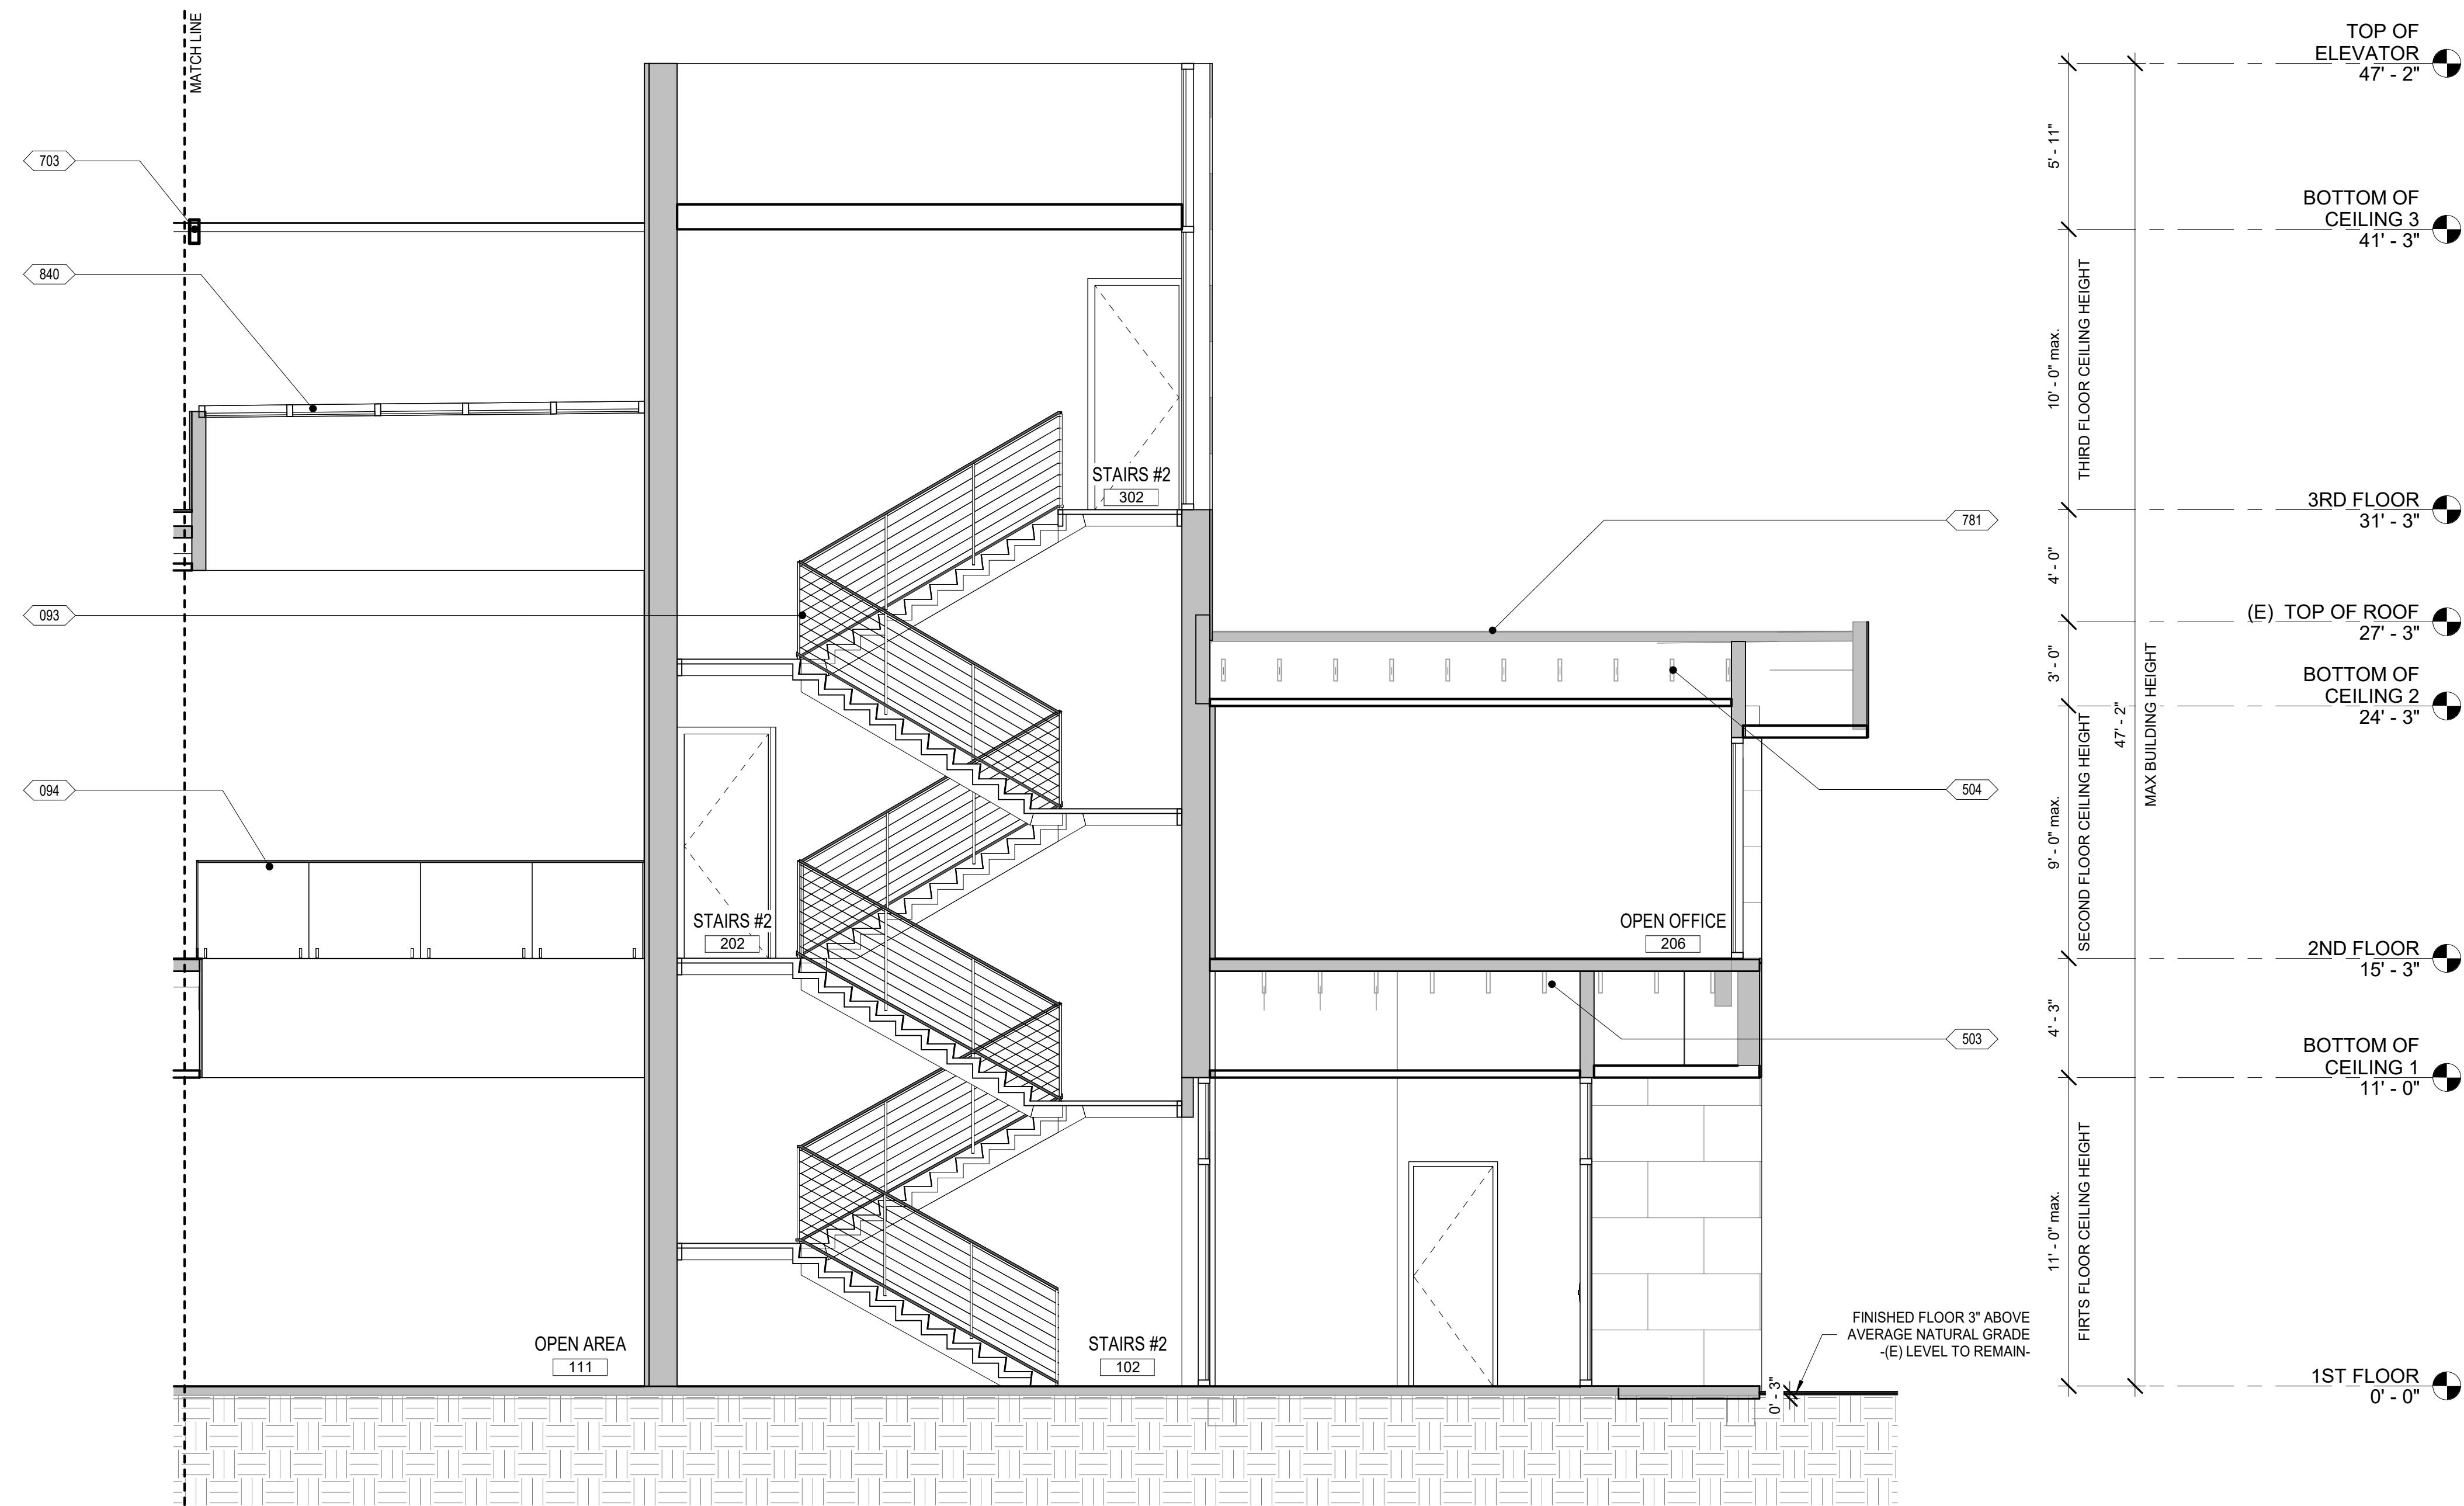 MATCH LINE
TOP OF
ELEVATOR
47' - 2"
5' - 11"
703
BOTTOM OF
CEILING 3
41' - 3"
840
10' - 0" max.
THIRD FLOOR CEILING HEIGHT
STAIRS #2
302
3RD FLOOR
31' - 3"
781
4' - 0"
093
(E) TOP OF ROOF
27' - 3"
3' - 0"
BOTTOM OF
CEILING 2
24' - 3"
47' - 2"
MAX BUILDING HEIGHT
094
504
9' - 0" max.
SECOND FLOOR CEILING HEIGHT
STAIRS #2
202
OPEN OFFICE
206
2ND FLOOR
15' - 3"
4' - 3"
503
BOTTOM OF
CEILING 1
11' - 0"
11' - 0" max.
FIRTS FLOOR CEILING HEIGHT
OPEN AREA
111
STAIRS #2
102
FINISHED FLOOR 3" ABOVE
AVERAGE NATURAL GRADE
-(E) LEVEL TO REMAIN-
0' - 3"
1ST FLOOR
0' - 0"